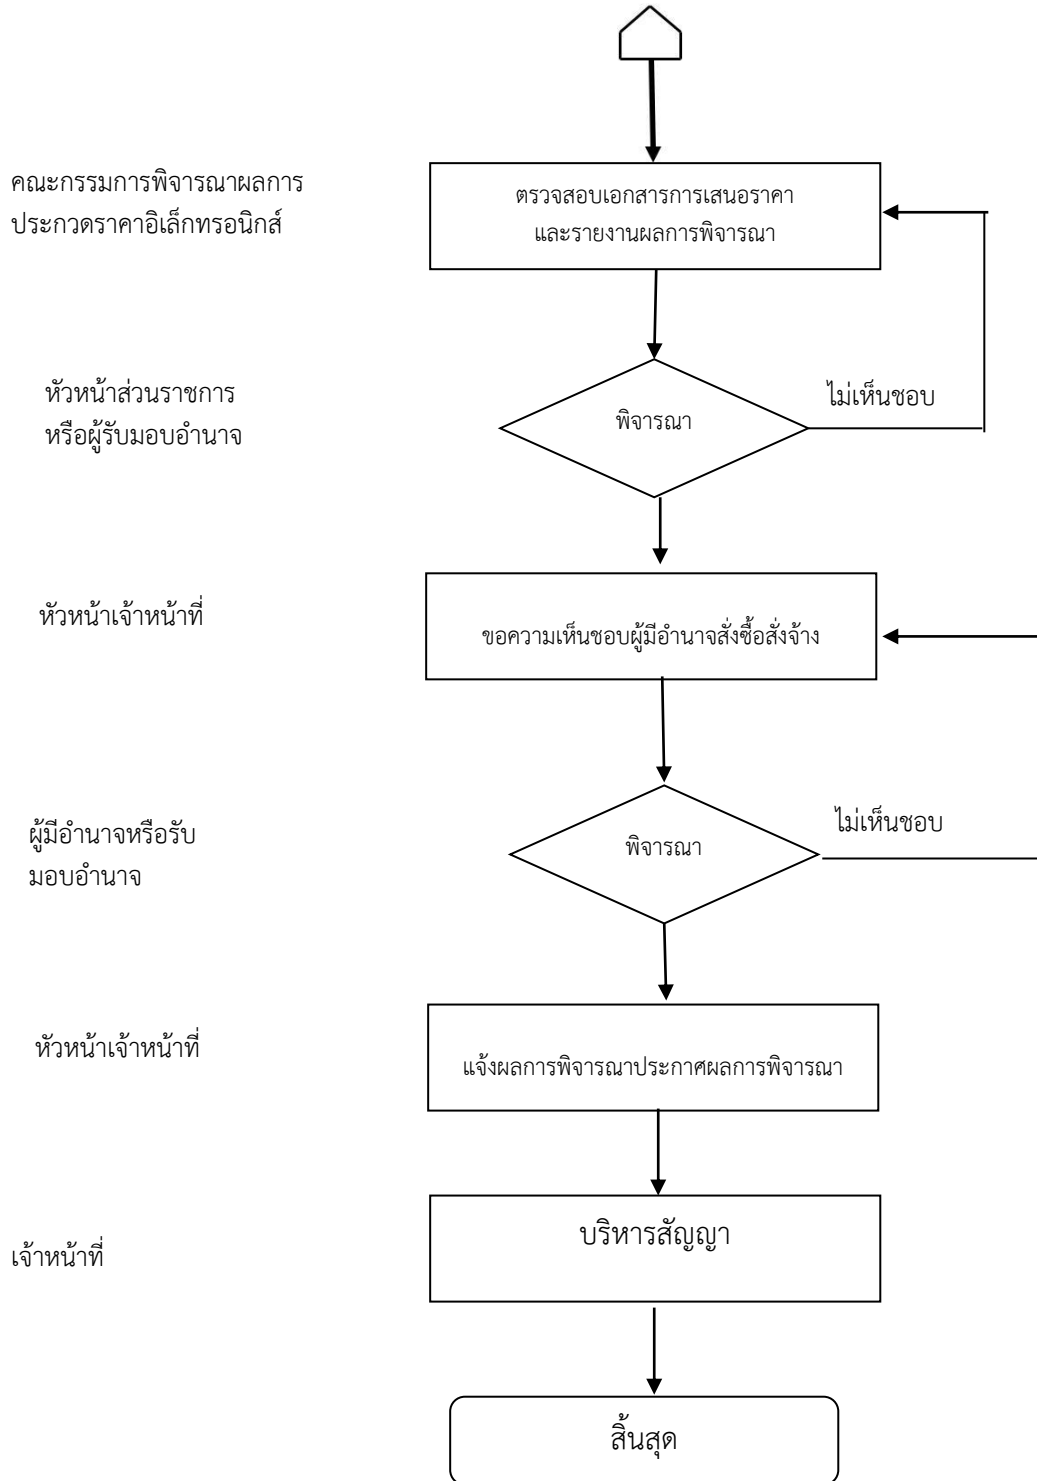 คณะกรรมการพิจารณาผลการ
ประกวดราคาอิเล็กทรอนิกส์
ตรวจสอบเอกสารการเสนอราคา
และรายงานผลการพิจารณา
หัวหน้าส่วนราชการ
หรือผู้รับมอบอำนาจ
พิจารณา
ไม่เห็นชอบ
หัวหน้าเจ้าหน้าที่
ขอความเห็นชอบผู้มีอำนาจสั่งซื้อสั่งจ้าง
ผู้มีอำนาจหรือรับ
มอบอำนาจ
พิจารณา
ไม่เห็นชอบ
หัวหน้าเจ้าหน้าที่
แจ้งผลการพิจารณาประกาศผลการพิจารณา
เจ้าหน้าที่
บริหารสัญญา
สิ้นสุด